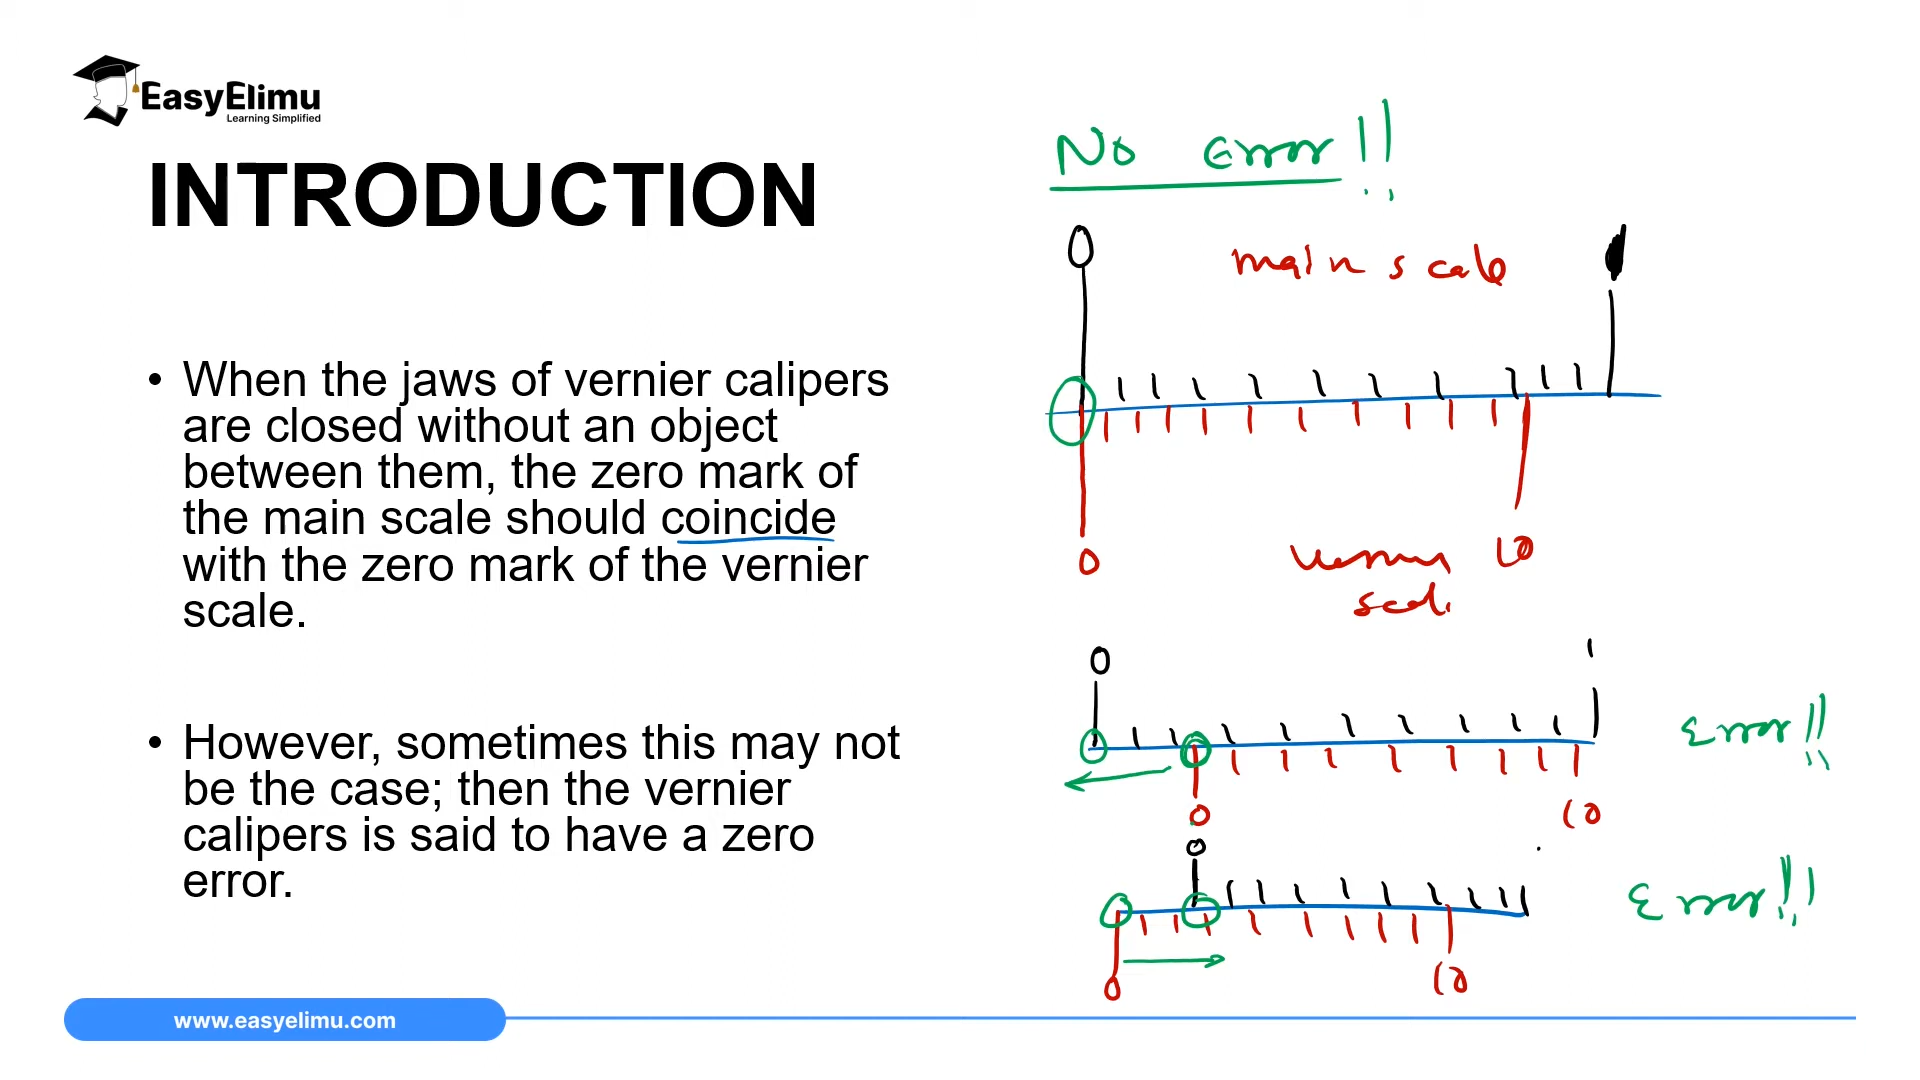 EasyElimu
Learning Simplified
INTRODUCTION
• When the jaws of vernier calipers
are closed without an object
between them, the zero mark of
the main scale should coincide
with the zero mark of the vernier
scale.
• However, sometimes this may not
be the case; then the vernier
calipers is said to have a zero
error.
www.easyelimu.com
No Error!!
0
main scale
0
10
0
1
Error!!
0
10
0
Error!!
0
10